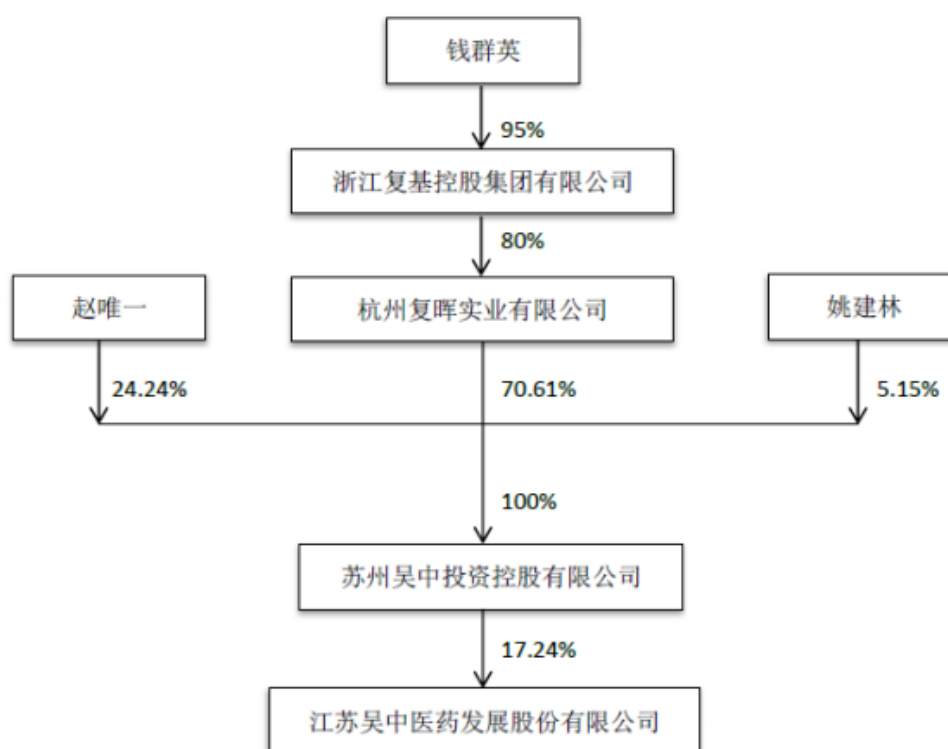 钱群英
95%
浙江复基控股集团有限公司
80%
赵唯一
杭州复晖实业有限公司
姚建林
24.24%
70.61%
5.15%
100%
苏州吴中投资控股有限公司
17.24%
江苏吴中医药发展股份有限公司